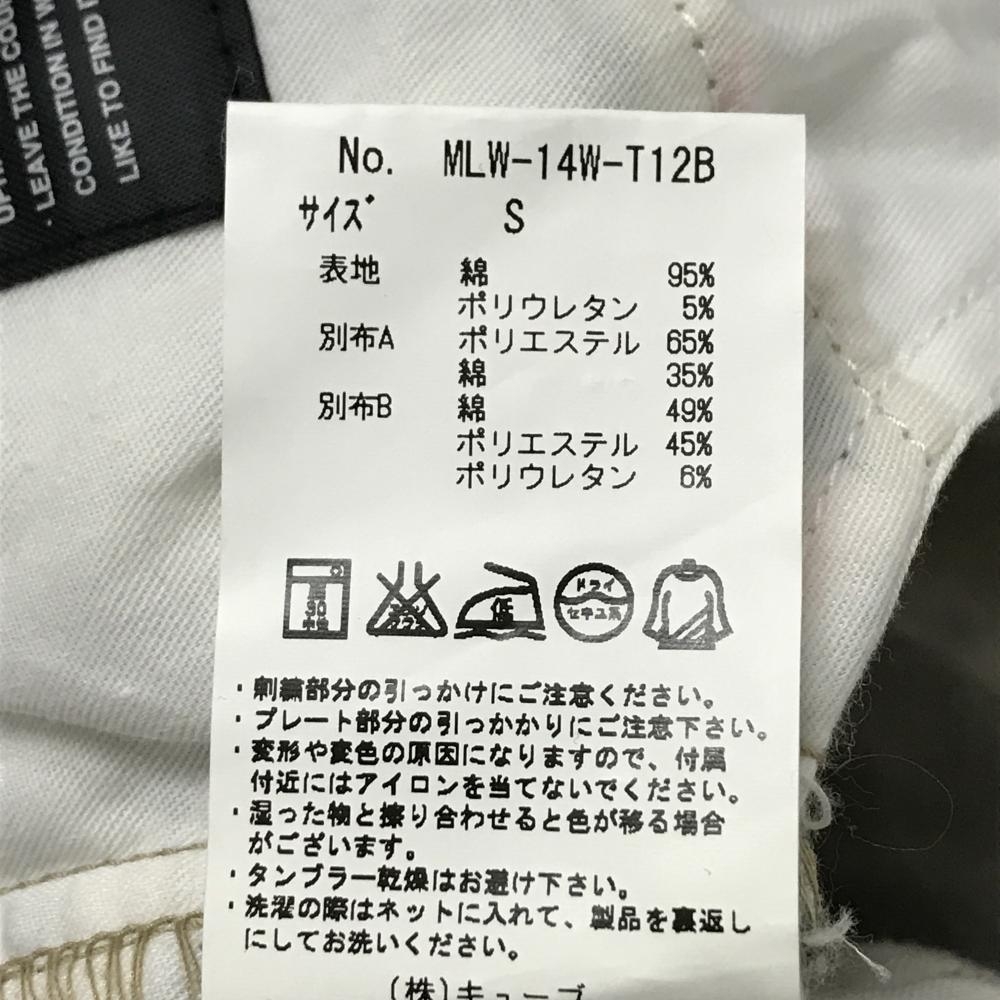 LEAVE THE COU
CONDITION IN W
LIKE TO FIND
No. MLW-14W-T12B
サイズ S
表地 綿 95%
ポリウレタン 5%
別布A ポリエステル 65%
綿 35%
別布B 綿 49%
ポリエステル 45%
ポリウレタン 6%
30
低
ドライ
セキユ系
・刺繍部分の引っかけにご注意ください。
・プレート部分の引っかかりにご注意下さい。
・変形や変色の原因になりますので、付属
付近にはアイロンを当てないでください。
・湿った物と擦り合わせると色が移る場合
がございます。
・タンブラー乾燥はお避け下さい。
・洗濯の際はネットに入れて、製品を裏返し
にしてお洗いください。
(株)キューブ